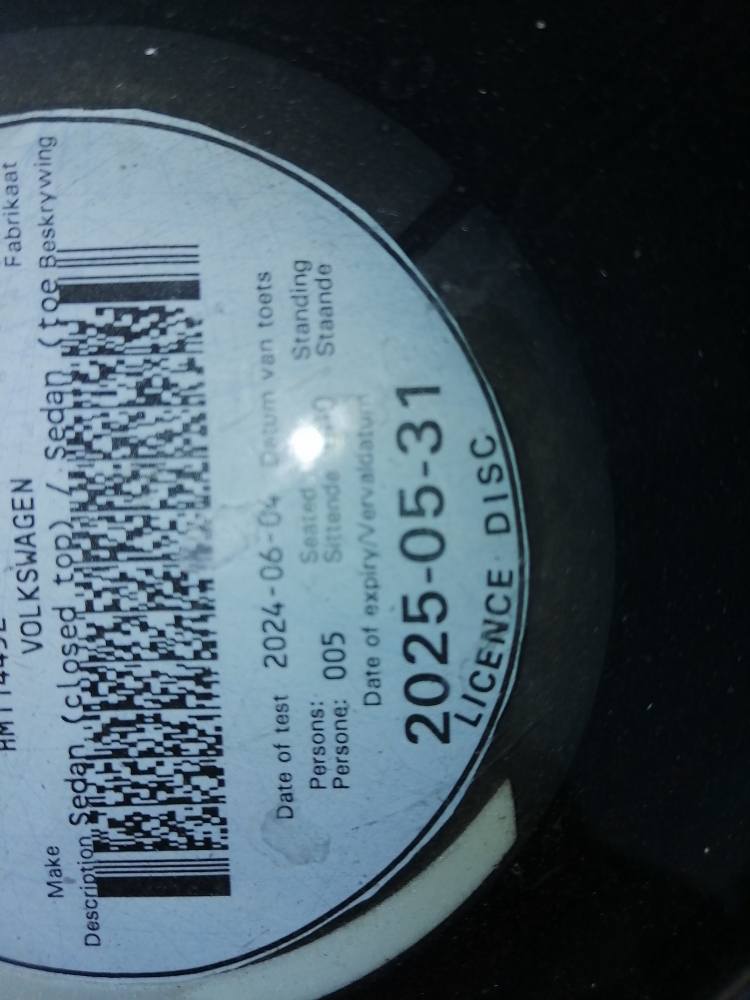 Make VOLKSWAGEN Fabrikaat
Description Sedan (closed top) / Sedan (toe Beskrywing
Date of test 2024-06-04 Datum van toets
Persons: 005 Seated Standing
Persone: Sittende Staande
Date of expiry/Vervaldatum
2025-05-31
LICENCE DISC